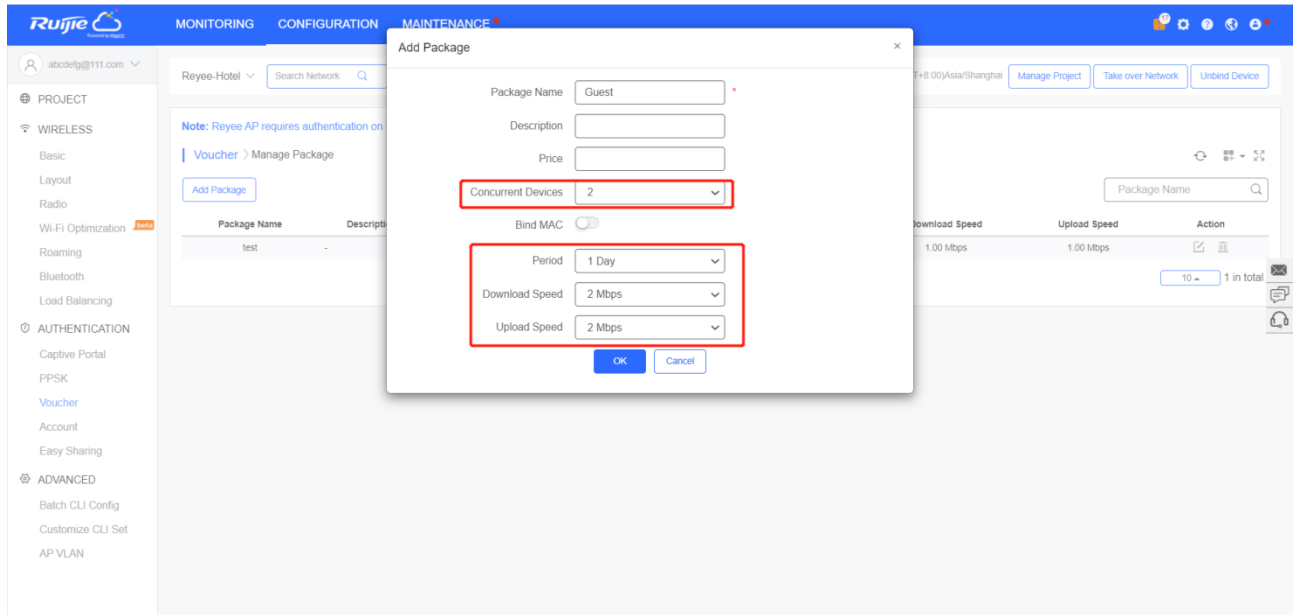 Ruijie
Powered by Ruijie
MONITORING CONFIGURATION MAINTENANCE
abcdefg@111.com
PROJECT
WIRELESS
Basic
Layout
Radio
Wi-Fi Optimization beta
Roaming
Bluetooth
Load Balancing
AUTHENTICATION
Captive Portal
PPSK
Voucher
Account
Easy Sharing
ADVANCED
Batch CLI Config
Customize CLI Set
AP VLAN
Reyee-Hotel Search Network
T+8:00)Asia/Shanghai Manage Project Take over Network Unbind Device
Note: Reyee AP requires authentication on
Voucher > Manage Package
Add Package
Package Name
Package Name Descripti
Download Speed Upload Speed Action
test -
1.00 Mbps 1.00 Mbps
10 1 in total
Add Package ×
Package Name Guest *
Description
Price
Concurrent Devices 2
Bind MAC
Period 1 Day
Download Speed 2 Mbps
Upload Speed 2 Mbps
OK Cancel